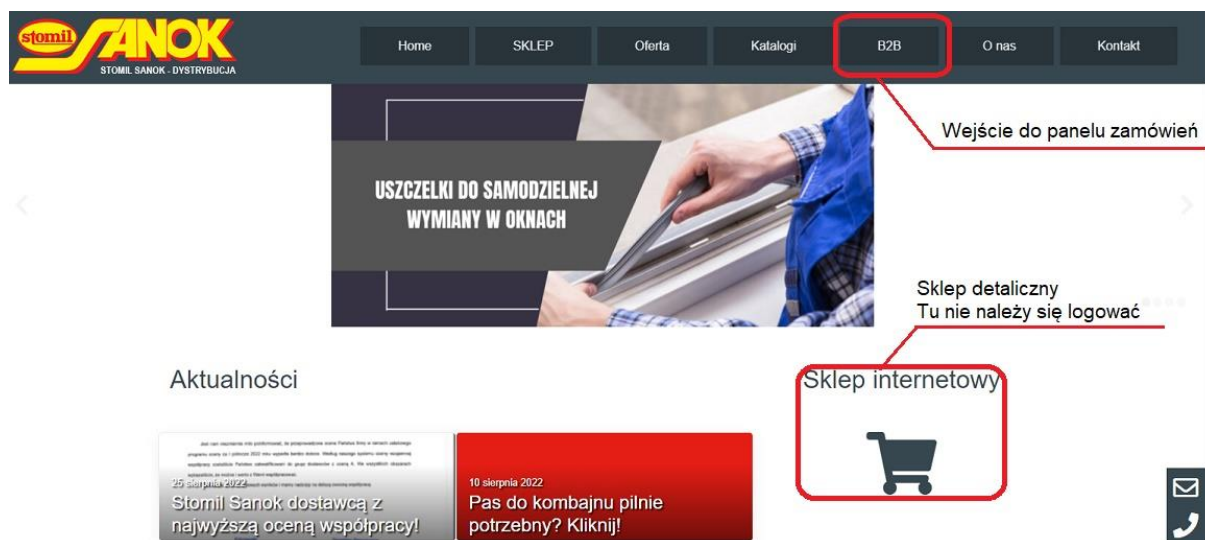 stomil SANOK
STOMIL SANOK - DYSTRYBUCJA
Home
SKLEP
Oferta
Katalogi
B2B
O nas
Kontakt
Wejście do panelu zamówień
USZCZELKI DO SAMODZIELNEJ
WYMIANY W OKNACH
Sklep detaliczny
Tu nie należy się logować
Aktualności
Sklep internetowy
25 sierpnia 2022
Stomil Sanok dostawcą z
najwyższą oceną współpracy!
10 sierpnia 2022
Pas do kombajnu pilnie
potrzebny? Kliknij!